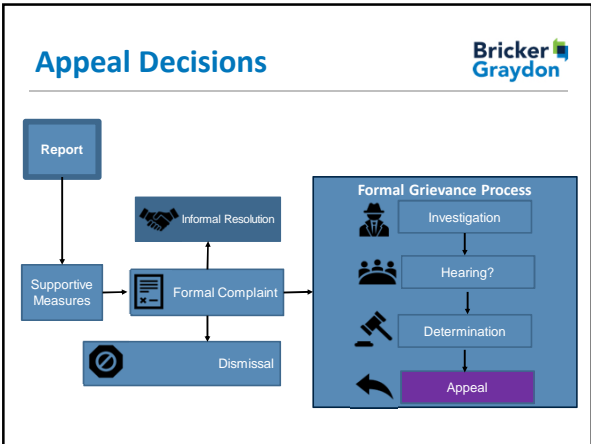 Appeal Decisions
Bricker
Graydon
Report
Formal Grievance Process
Informal Resolution
Investigation
Supportive
Measures
Formal Complaint
Hearing?
Dismissal
Determination
Appeal